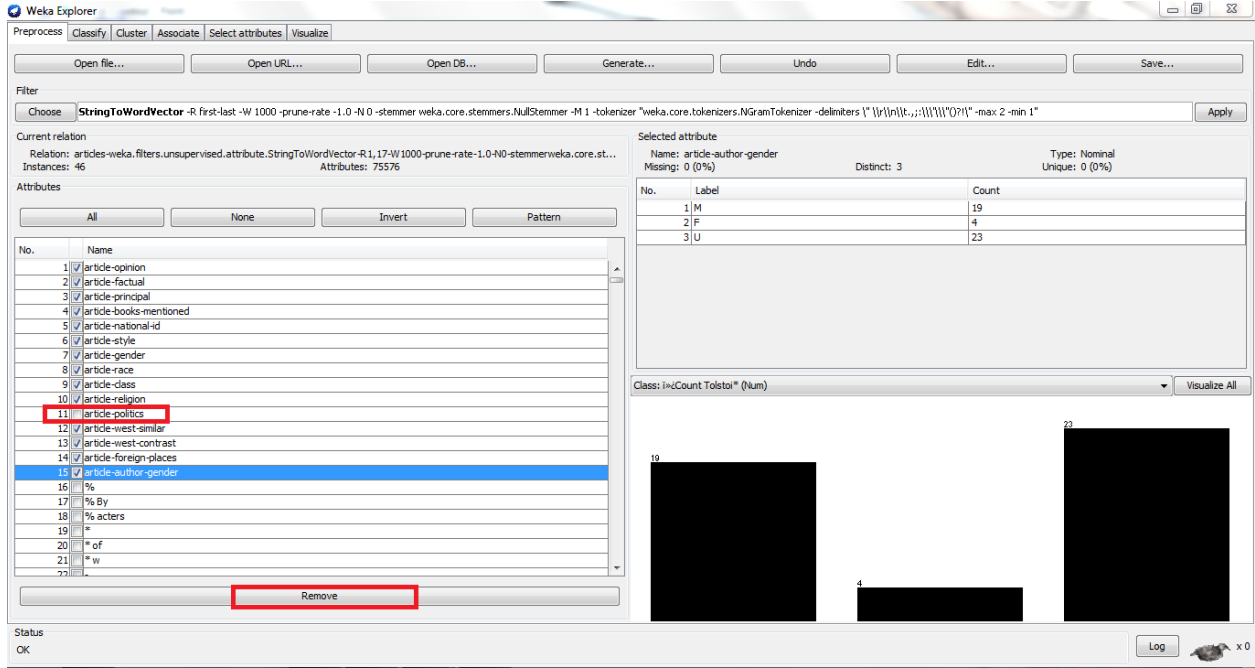 Weka Explorer
Preprocess Classify Cluster Associate Select attributes Visualize
Open file... Open URL... Open DB... Generate... Undo Edit... Save...
Filter
Choose StringToWordVector -R first-last -W 1000 -prune-rate -1.0 -N 0 -stemmer weka.core.stemmers.NullStemmer -M 1 -tokenizer "weka.core.tokenizers.NGramTokenizer -delimiters \" \\r\\n\\t.,;:\\\'\\\"()?!\" -max 2 -min 1" Apply
Current relation
Relation: articles-weka.filters.unsupervised.attribute.StringToWordVector-R1,17-W1000-prune-rate-1.0-N0-stemmerweka.core.st...
Instances: 46 Attributes: 75576
Attributes
All None Invert Pattern
No. Name
1 article-opinion
2 article-factual
3 article-principal
4 article-books-mentioned
5 article-national-id
6 article-style
7 article-gender
8 article-race
9 article-class
10 article-religion
11 article-politics
12 article-west-similar
13 article-west-contrast
14 article-foreign-places
15 article-author-gender
16 %
17 % By
18 % acters
19 *
20 * of
21 * w
22 -
Remove
Selected attribute
Name: article-author-gender Type: Nominal
Missing: 0 (0%) Distinct: 3 Unique: 0 (0%)
No. Label Count
1 M 19
2 F 4
3 U 23
Class: ï»¿Count Tolstoi* (Num) Visualize All
19 4 23
Status
OK
Log x 0